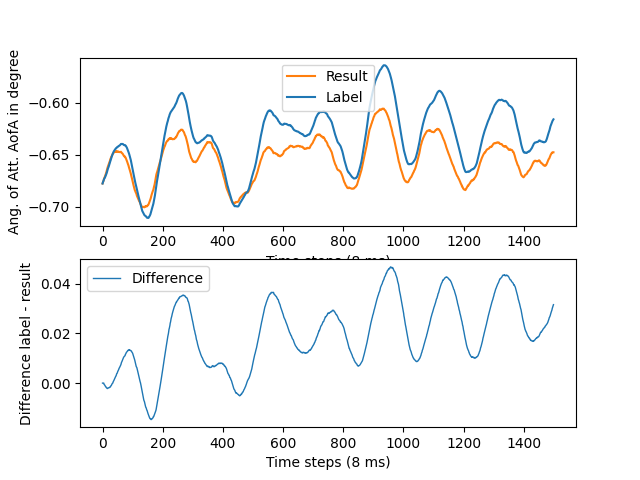 Ang. of Att. AofA in degree
−0.60
−0.65
−0.70
Result
Label
0 200 400 600 800 1000 1200 1400
Time steps (8 ms)
Difference label - result
0.04
0.02
0.00
Difference
0 200 400 600 800 1000 1200 1400
Time steps (8 ms)